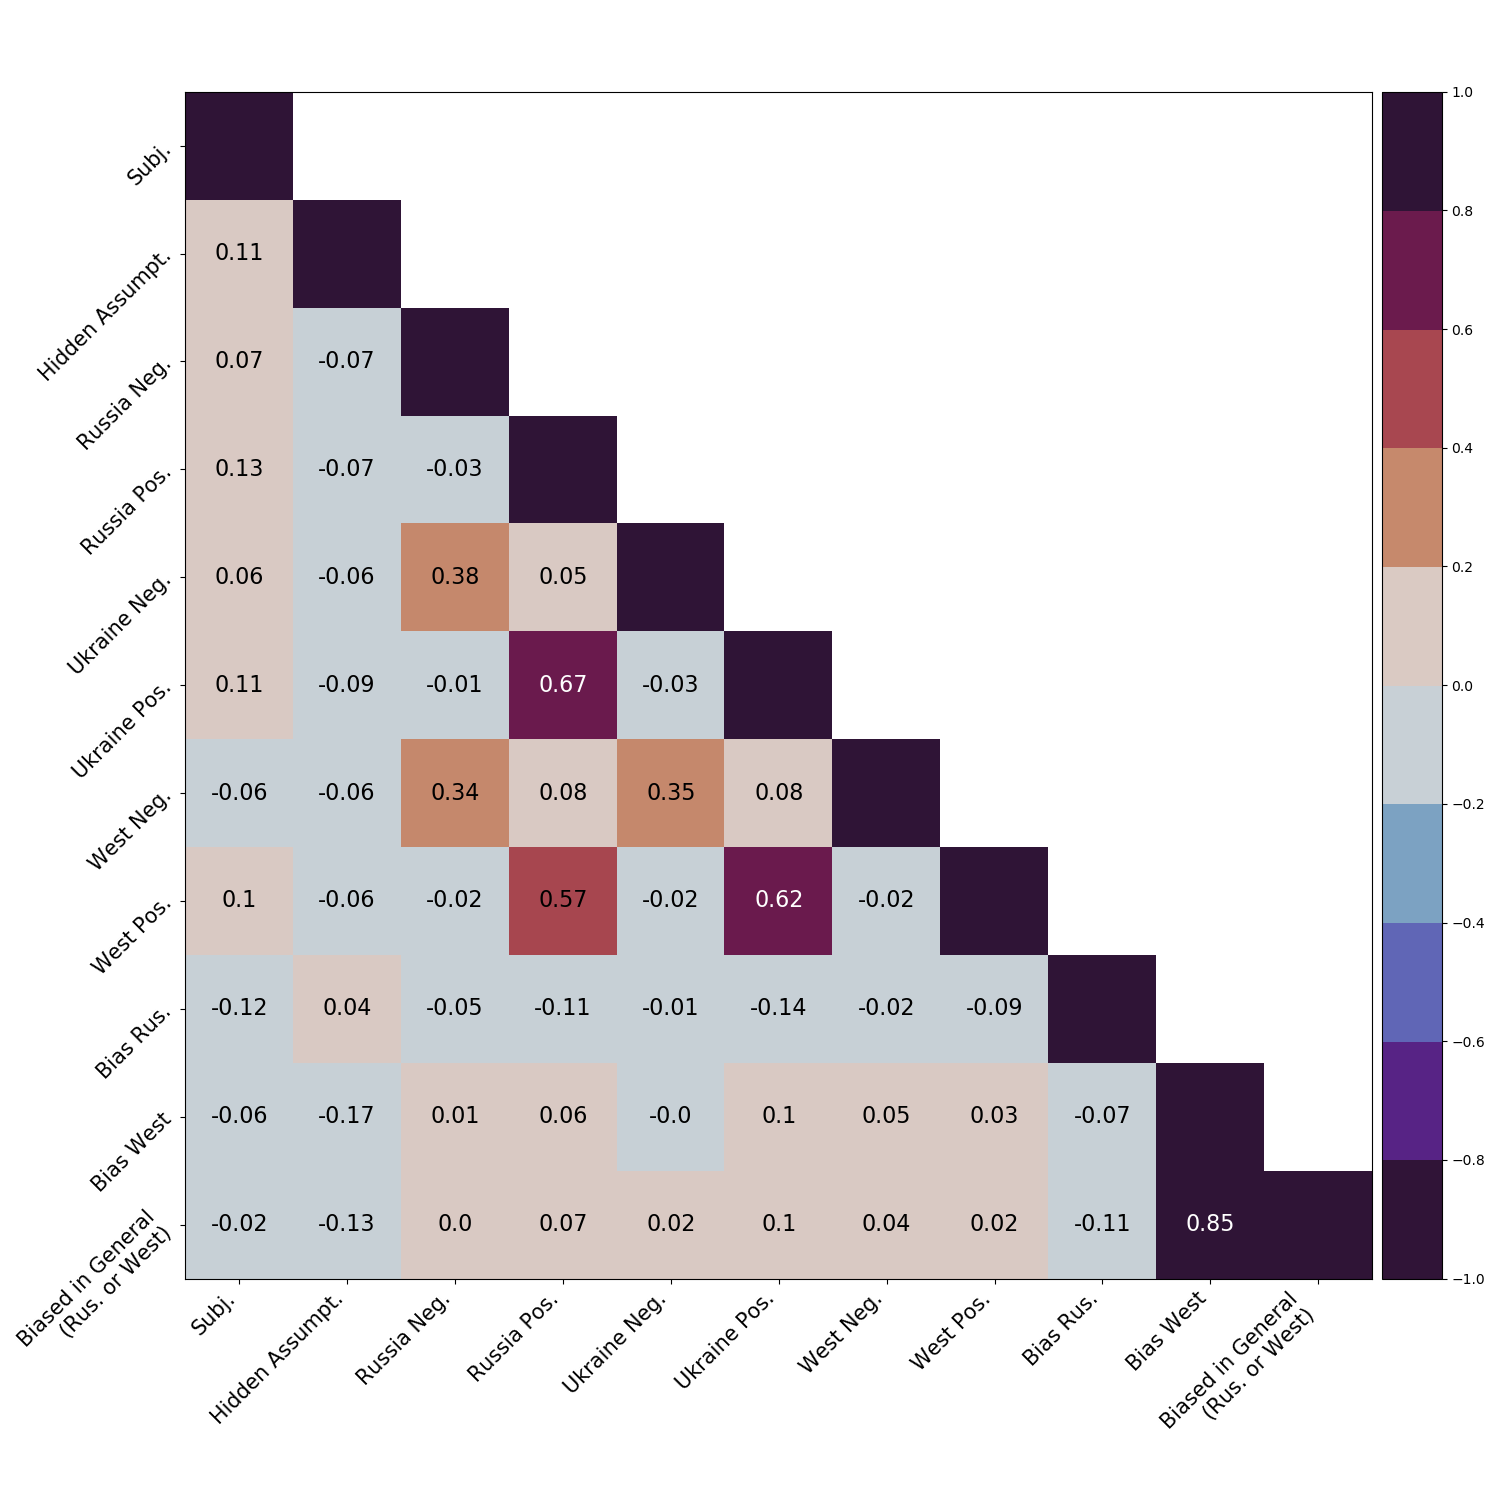 Subj.
Hidden Assumpt. 0.11
Russia Neg. 0.07 -0.07
Russia Pos. 0.13 -0.07 -0.03
Ukraine Neg. 0.06 -0.06 0.38 0.05
Ukraine Pos. 0.11 -0.09 -0.01 0.67 -0.03
West Neg. -0.06 -0.06 0.34 0.08 0.35 0.08
West Pos. 0.1 -0.06 -0.02 0.57 -0.02 0.62 -0.02
Bias Rus. -0.12 0.04 -0.05 -0.11 -0.01 -0.14 -0.02 -0.09
Bias West -0.06 -0.17 0.01 0.06 -0.0 0.1 0.05 0.03 -0.07
Biased in General
(Rus. or West)
-0.02 -0.13 0.0 0.07 0.02 0.1 0.04 0.02 -0.11 0.85
Subj.
Hidden Assumpt.
Russia Neg.
Russia Pos.
Ukraine Neg.
Ukraine Pos.
West Neg.
West Pos.
Bias Rus.
Bias West
Biased in General
(Rus. or West)
1.0
0.8
0.6
0.4
0.2
0.0
−0.2
−0.4
−0.6
−0.8
−1.0